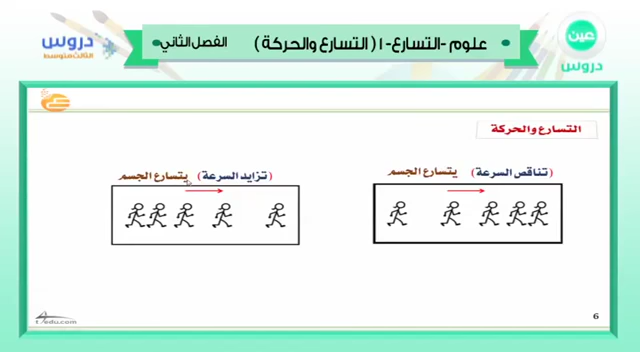 عين
دروس
علوم -التسارع-١ ( التسارع والحركة )
الفصل الثاني
دروس
الثالث متوسط
التسارع والحركة
(تناقص السرعة) يتسارع الجسم
(تزايد السرعة) يتسارع الجسم
6